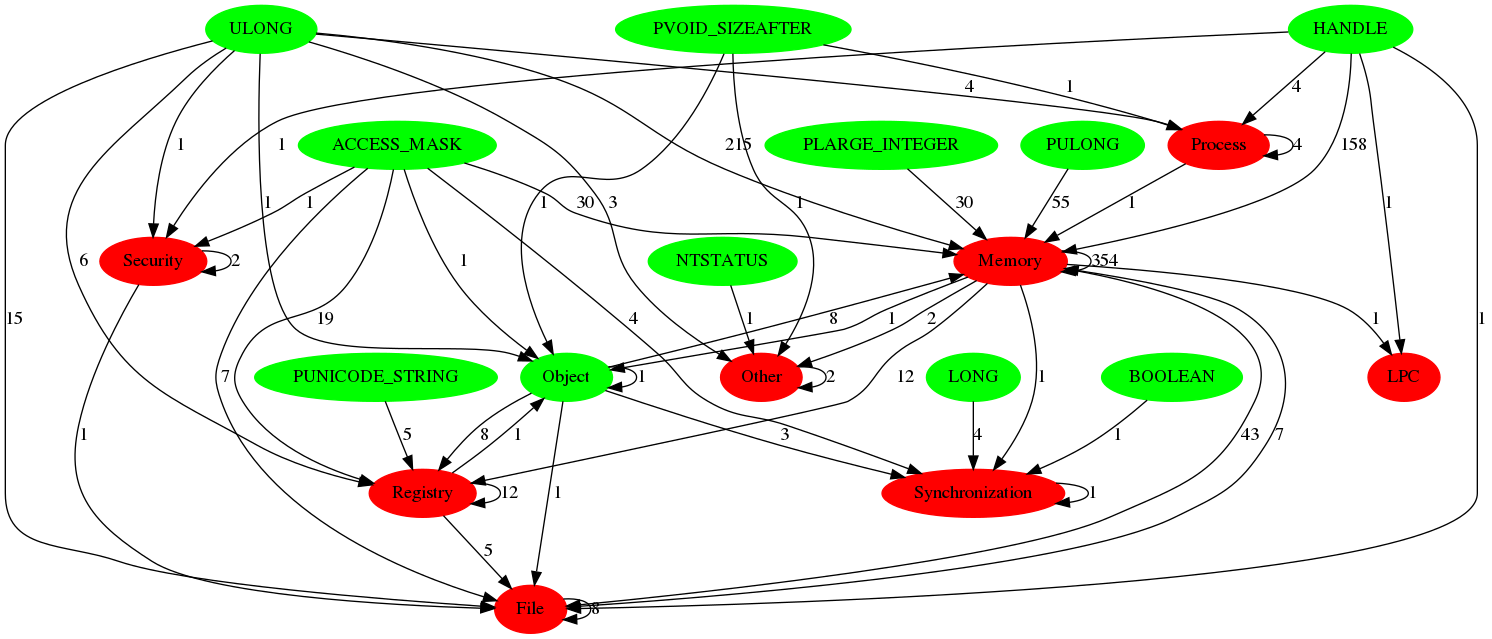 ULONG PVOID_SIZEAFTER HANDLE
4 1 4
ACCESS_MASK PLARGE_INTEGER PULONG Process
1 1 215 4 158
1 1 30 1 3 1 30 55 1 1
Security NTSTATUS Memory
6 2 1 354
15 19 4 8 1 1 2 1 1 1
PUNICODE_STRING Object Other LONG BOOLEAN LPC
7 1 2 12 1
1 5 8 1 3 4 1 43 7
Registry Synchronization
12 1 1
5
File
8